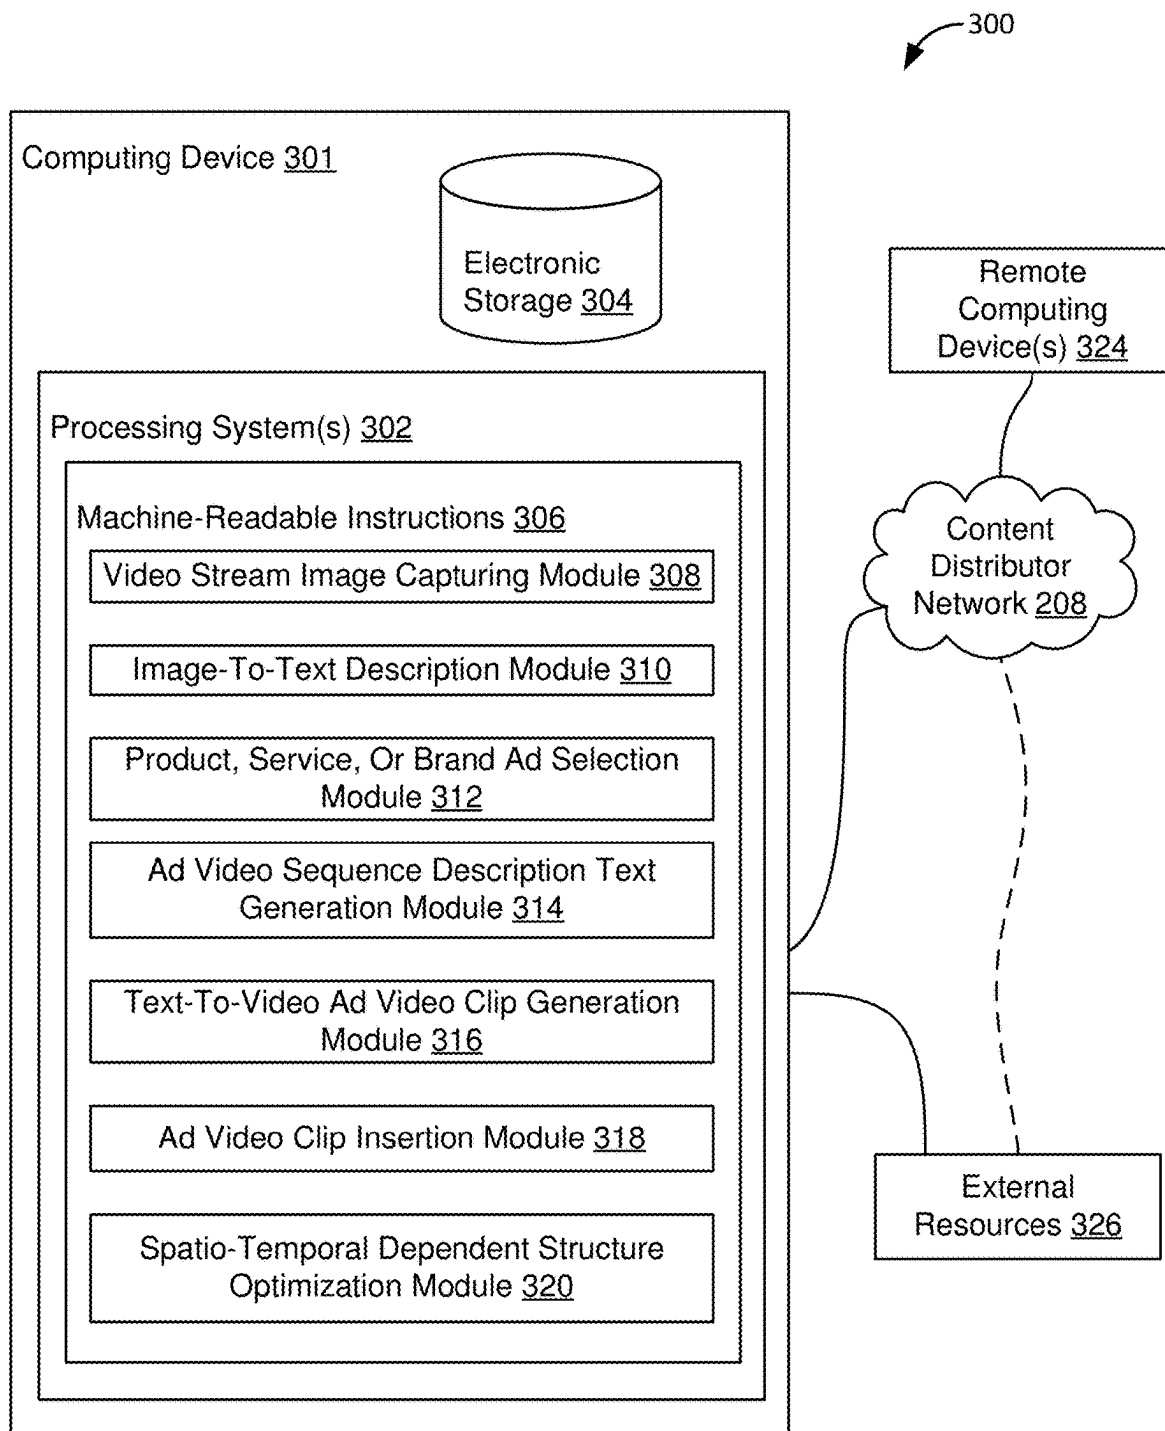 300
Computing Device 301
Electronic
Storage 304
Remote
Computing
Device(s) 324
Processing System(s) 302
Machine-Readable Instructions 306
Content
Distributor
Network 208
Video Stream Image Capturing Module 308
Image-To-Text Description Module 310
Product, Service, Or Brand Ad Selection
Module 312
Ad Video Sequence Description Text
Generation Module 314
Text-To-Video Ad Video Clip Generation
Module 316
Ad Video Clip Insertion Module 318
External
Resources 326
Spatio-Temporal Dependent Structure
Optimization Module 320